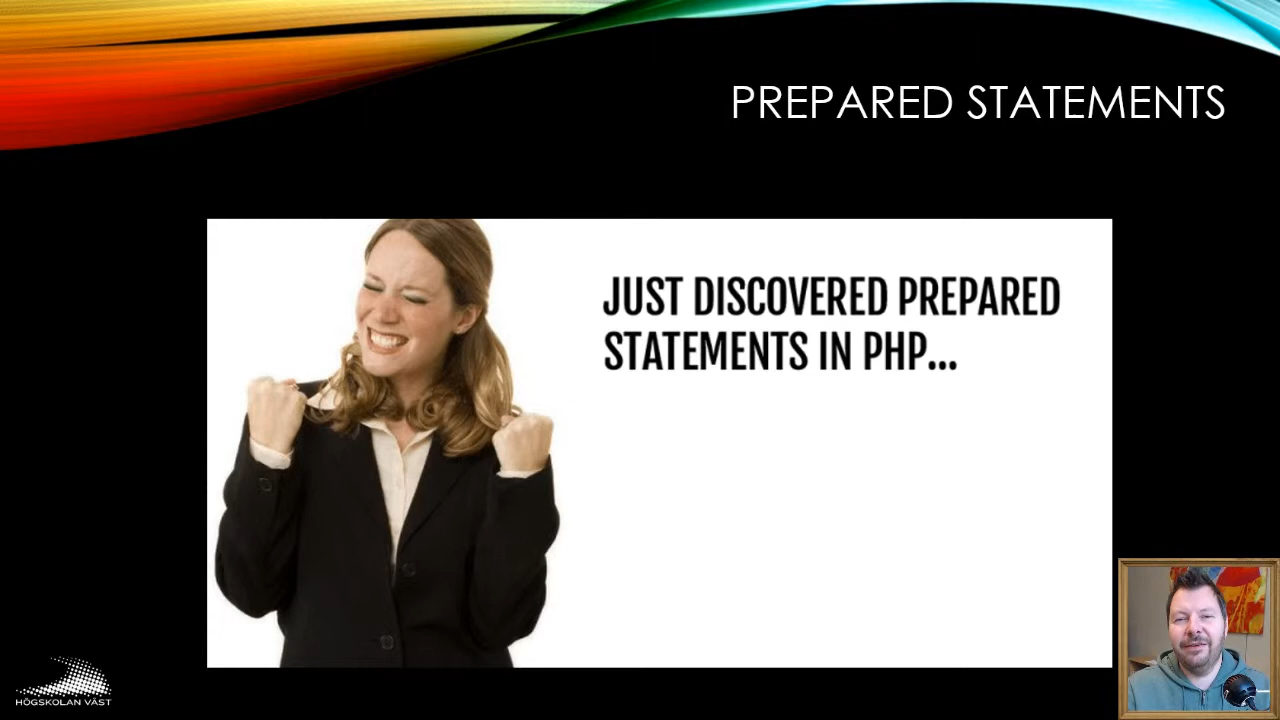 PREPARED STATEMENTS
JUST DISCOVERED PREPARED
STATEMENTS IN PHP...
HÖGSKOLAN VÄST